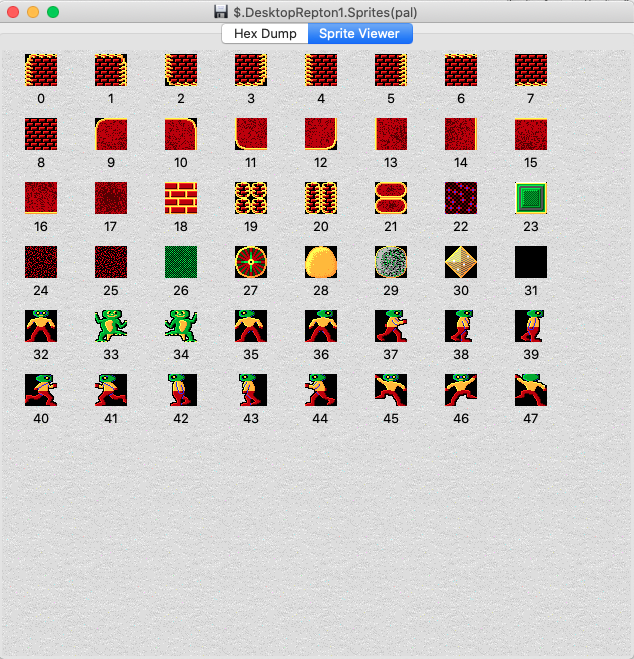 $.DesktopRepton1.Sprites(pal)
Hex Dump Sprite Viewer
0 1 2 3 4 5 6 7
8 9 10 11 12 13 14 15
16 17 18 19 20 21 22 23
24 25 26 27 28 29 30 31
32 33 34 35 36 37 38 39
40 41 42 43 44 45 46 47